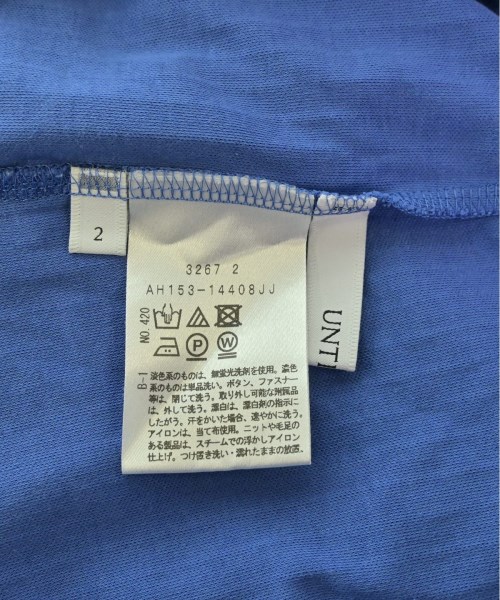 2
3267 2
AH153-14408JJ
NO.420
P
W
B-1
淡色系のものは、無蛍光洗剤を使用。濃色
系のものは単品洗い。ボタン、ファスナー
等は、閉じて洗う。取り外し可能な附属品
は、外して洗う。漂白は、漂白剤の指示に
したがう。汗をかいた場合、速やかに洗う。
アイロンは、当て布使用。ニットや毛足の
ある製品は、スチームでの浮かしアイロン
仕上げ。つけ置き洗い・濡れたままの放置、
UNT